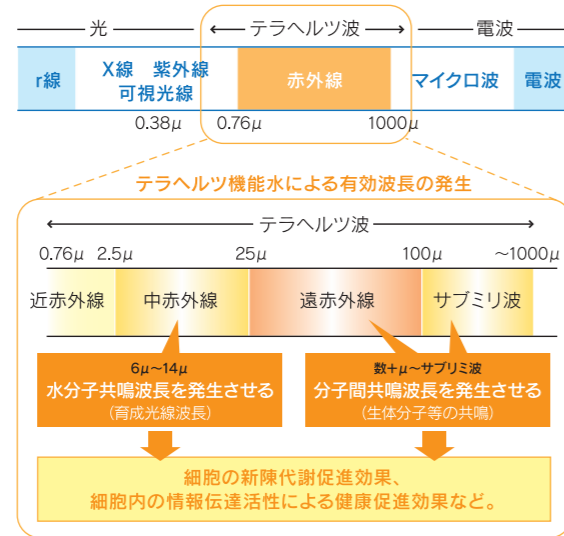 光 テラヘルツ波 電波
r線 X線 紫外線 可視光線 赤外線 マイクロ波 電波
0.38μ 0.76μ 1000μ
テラヘルツ機能水による有効波長の発生
テラヘルツ波
0.76μ 2.5μ 25μ 100μ ~1000μ
近赤外線 中赤外線 遠赤外線 サブミリ波
6μ~14μ
水分子共鳴波長を発生させる
(育成光線波長)
数+μ~サブリミ波
分子間共鳴波長を発生させる
(生体分子等の共鳴)
細胞の新陳代謝促進効果、
細胞内の情報伝達活性による健康促進効果など。